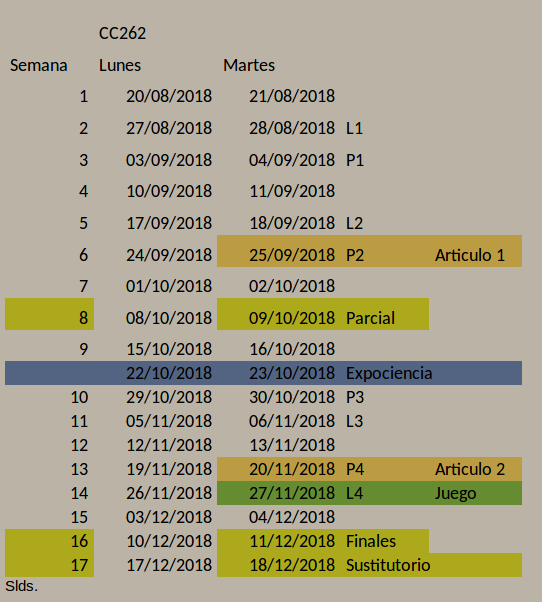 CC262
Semana Lunes Martes
1 20/08/2018 21/08/2018
2 27/08/2018 28/08/2018 L1
3 03/09/2018 04/09/2018 P1
4 10/09/2018 11/09/2018
5 17/09/2018 18/09/2018 L2
6 24/09/2018 25/09/2018 P2 Articulo 1
7 01/10/2018 02/10/2018
8 08/10/2018 09/10/2018 Parcial
9 15/10/2018 16/10/2018
22/10/2018 23/10/2018 Expociencia
10 29/10/2018 30/10/2018 P3
11 05/11/2018 06/11/2018 L3
12 12/11/2018 13/11/2018
13 19/11/2018 20/11/2018 P4 Articulo 2
14 26/11/2018 27/11/2018 L4 Juego
15 03/12/2018 04/12/2018
16 10/12/2018 11/12/2018 Finales
17 17/12/2018 18/12/2018 Sustitutorio
Slds.